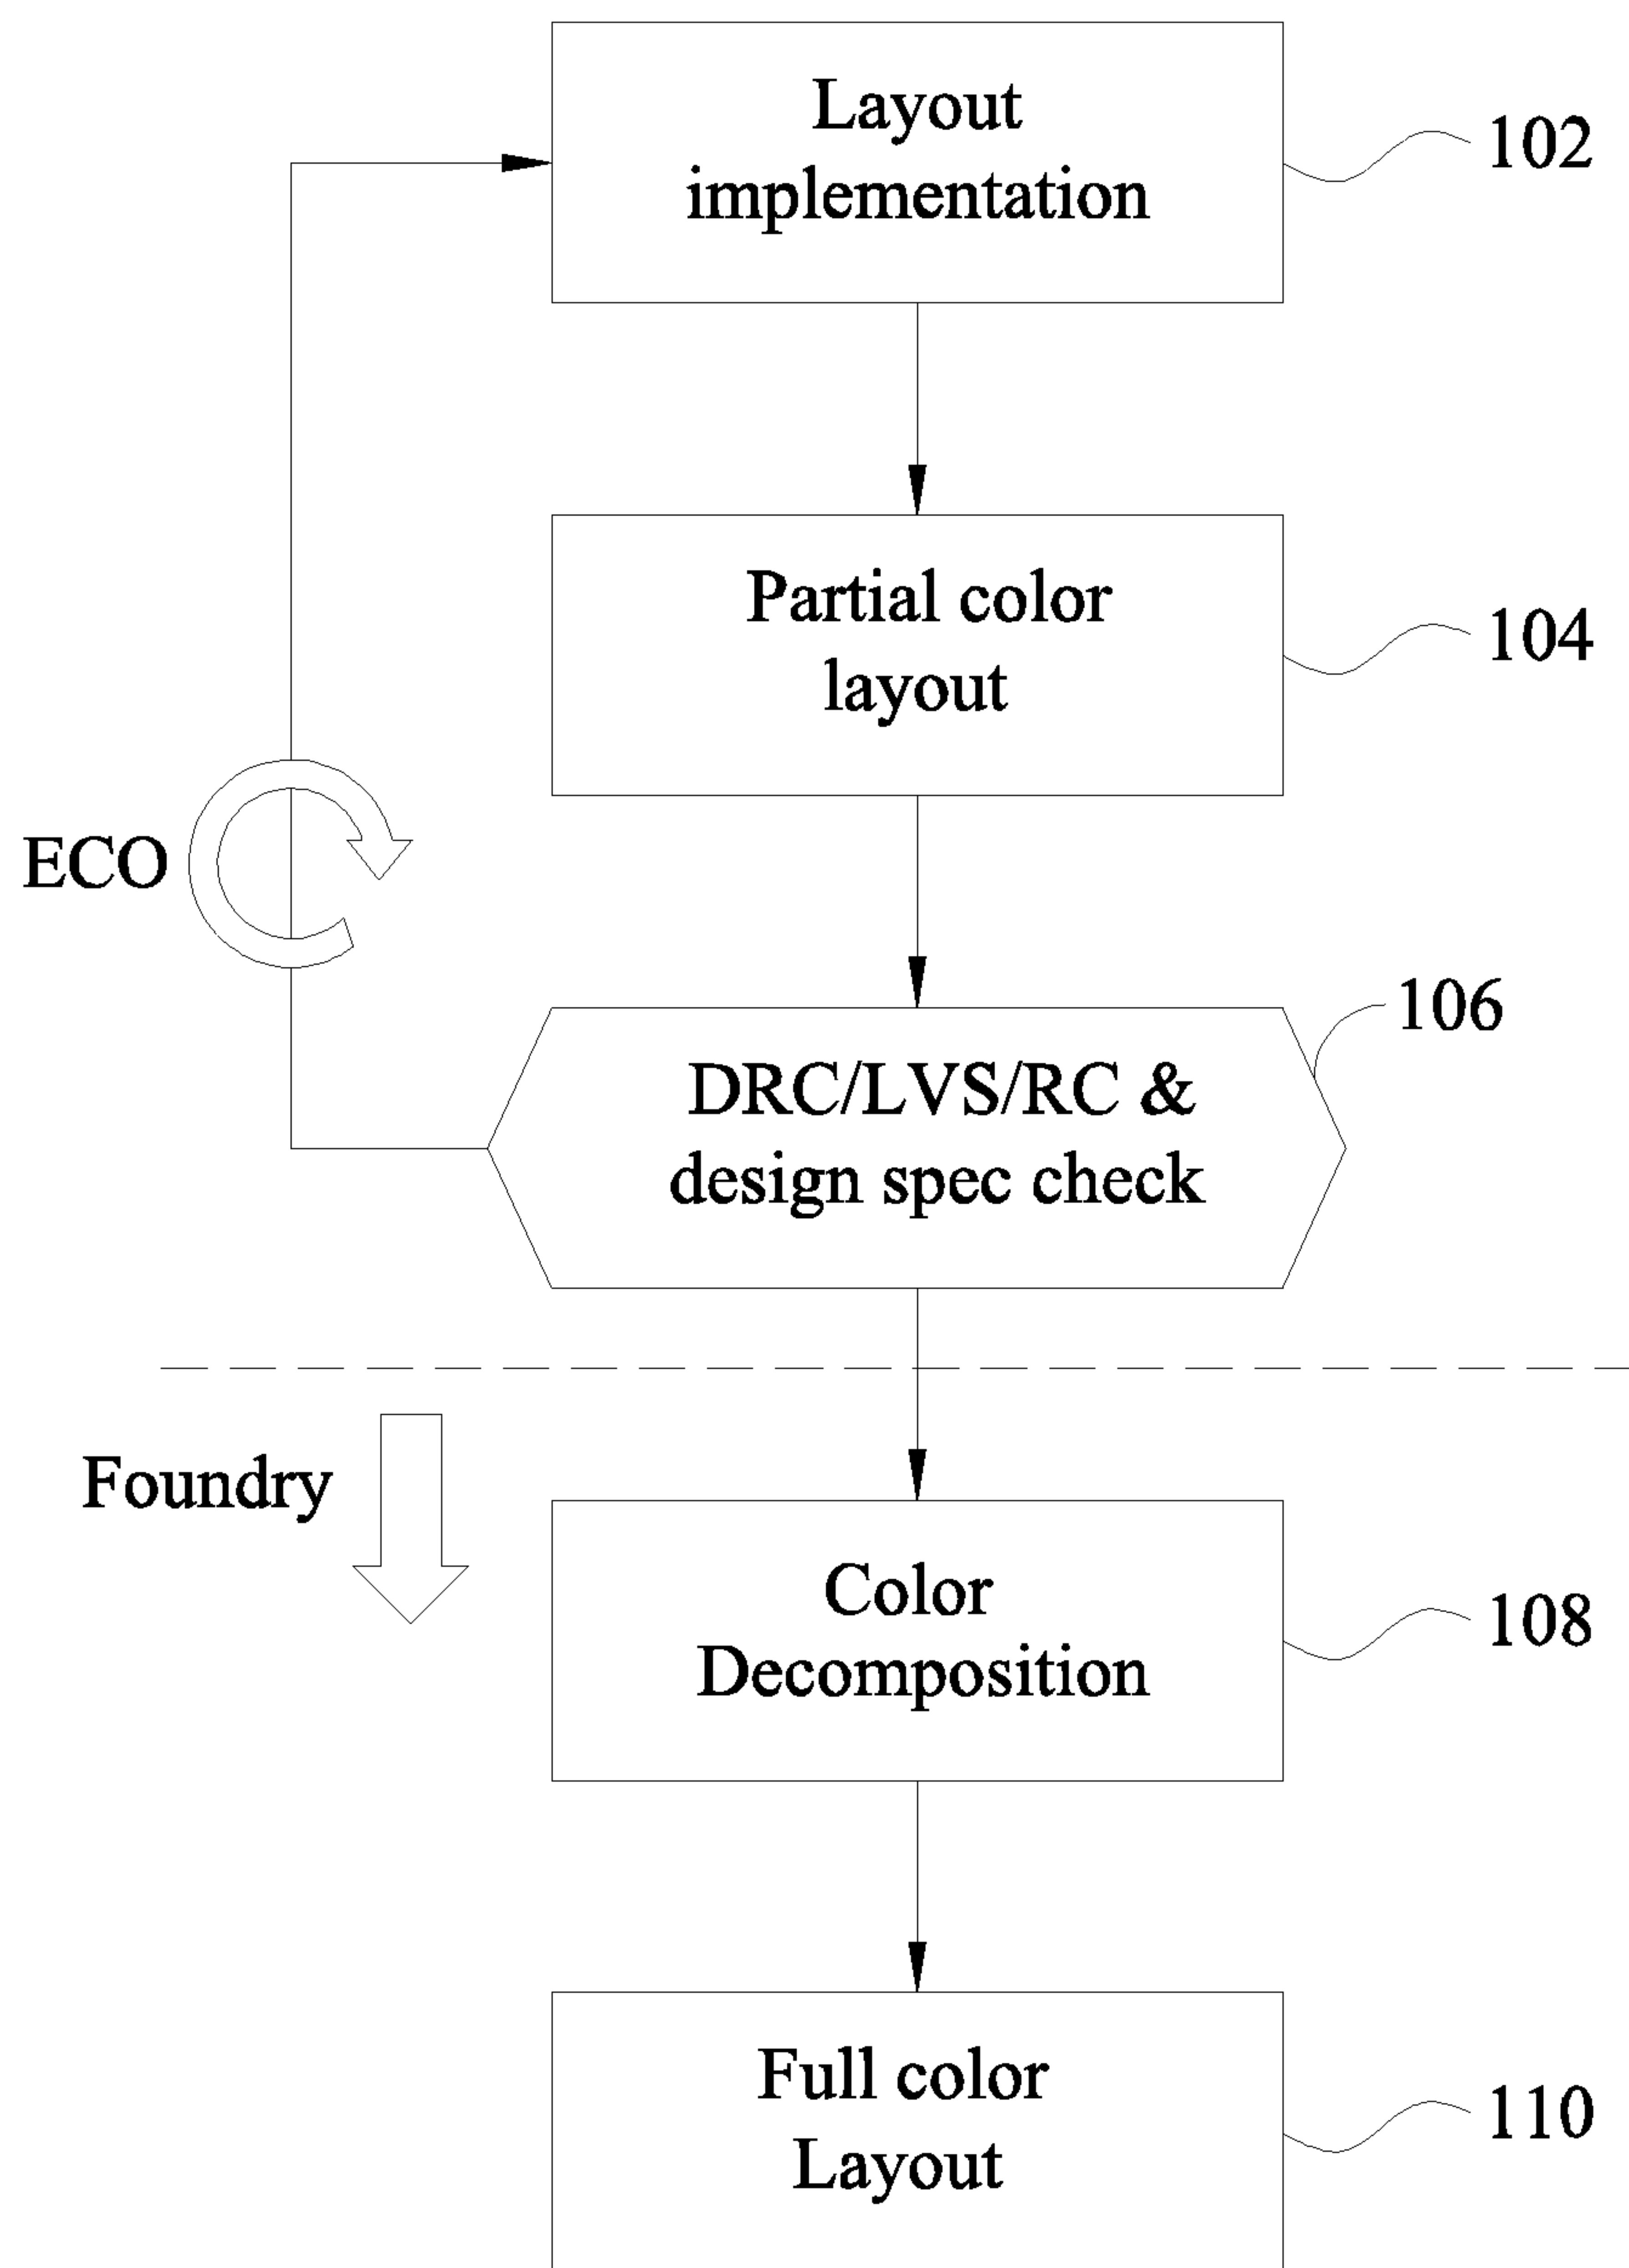 Layout
implementation
102
Partial color
layout
104
ECO
106
DRC/LVS/RC &
design spec check
Foundry
Color
Decomposition
108
Full color
Layout
110